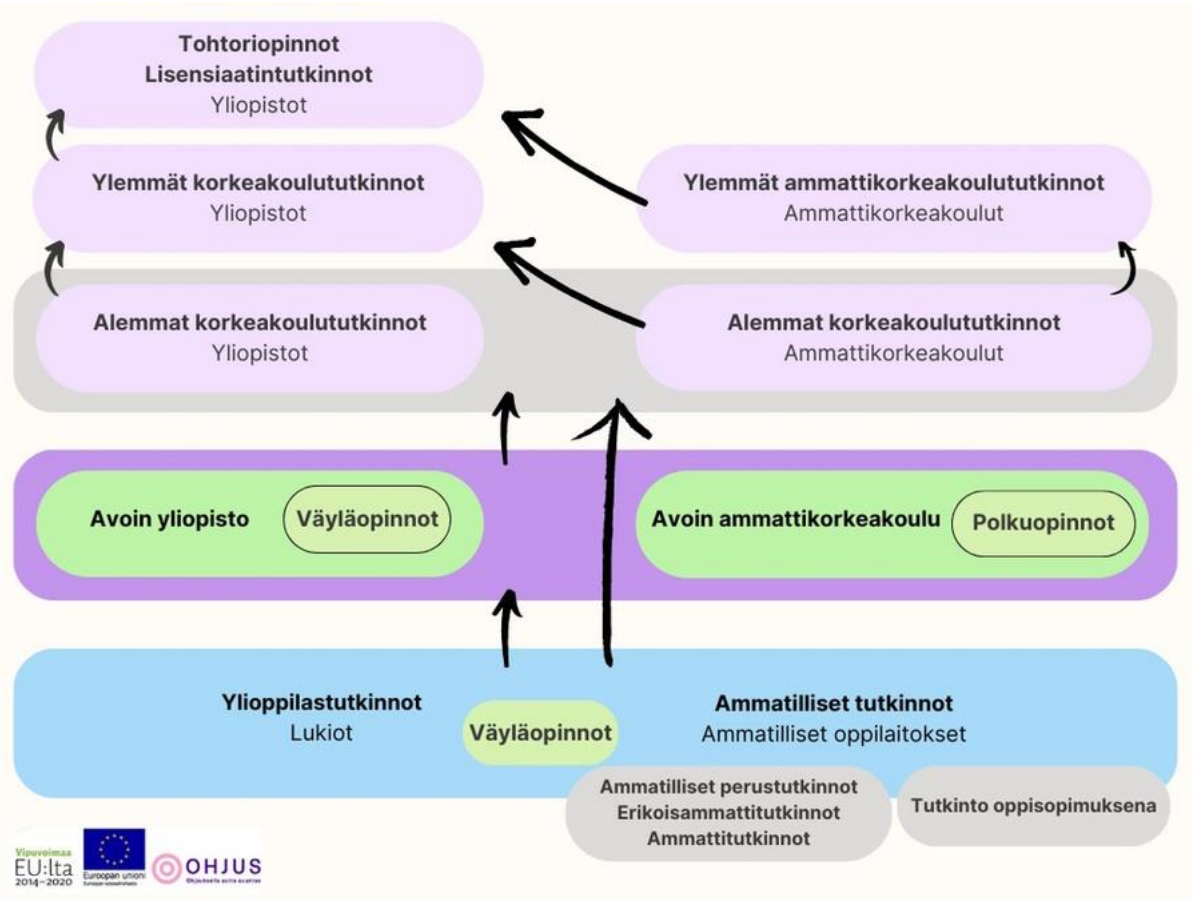 Tohtoriopinnot
Lisensiaatintutkinnot
Yliopistot
Ylemmät korkeakoulututkinnot
Yliopistot
Ylemmät ammattikorkeakoulututkinnot
Ammattikorkeakoulut
Alemmat korkeakoulututkinnot
Yliopistot
Alemmat korkeakoulututkinnot
Ammattikorkeakoulut
Avoin yliopisto
Väyläopinnot
Avoin ammattikorkeakoulu
Polkuopinnot
Ylioppilastutkinnot
Lukiot
Väyläopinnot
Ammatilliset tutkinnot
Ammatilliset oppilaitokset
Ammatilliset perustutkinnot
Erikoisammattitutkinnot
Ammattitutkinnot
Tutkinto oppisopimuksena
Vipuvoimaa
EU:lta
2014–2020
Euroopan unioni
Euroopan sosiaalirahasto
OHJUS